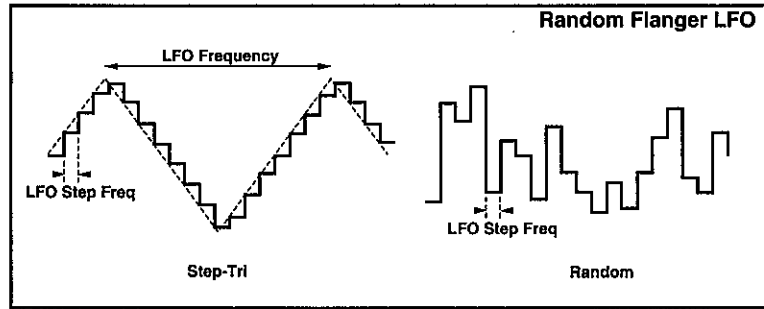 Random Flanger LFO
LFO Frequency
LFO Step Freq
LFO Step Freq
Step-Tri
Random